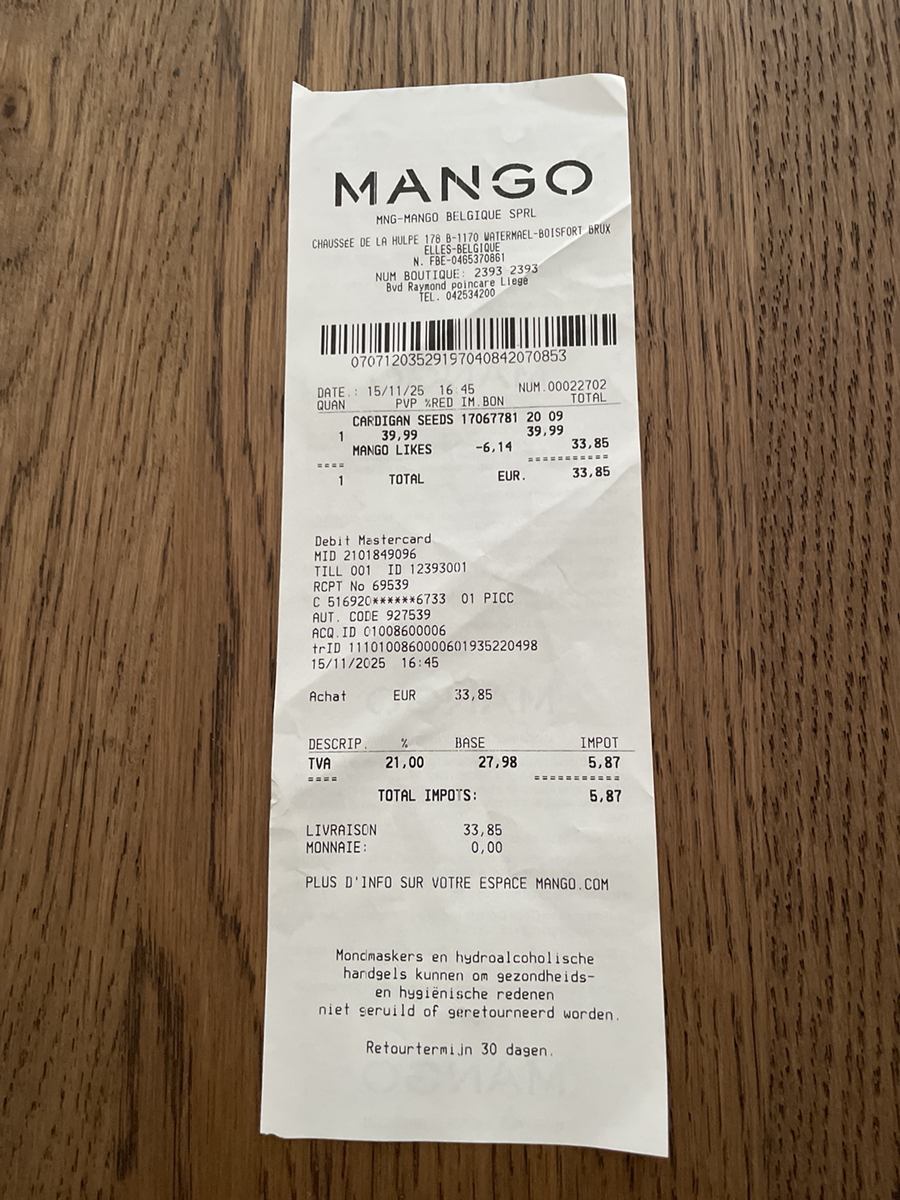 MANGO
MNG-MANGO BELGIQUE SPRL
CHAUSSéE DE LA HULPE 178 B-1170 WATERMAEL-BOISFORT BRUX
ELLES-BELGIQUE
N. FBE-0465370861
NUM BOUTIQUE: 2393 2393
Bvd Raymond poincare Liege
TEL. 042534200
07071203529197040842070853
DATE.: 15/11/25 16:45 NUM.00022702
QUAN PVP %RED IM.BON TOTAL
CARDIGAN SEEDS 17067781 20 09
1 39,99 39,99
MANGO LIKES -6,14 33,85
==== ===========
1 TOTAL EUR. 33,85
Debit Mastercard
MID 2101849096
TILL 001 ID 12393001
RCPT No 69539
C 516920******6733 01 PICC
AUT. CODE 927539
ACQ.ID 01008600006
trID 1110100860000601935220498
15/11/2025 16:45
Achat EUR 33,85
DESCRIP. % BASE IMPOT
TVA 21,00 27,98 5,87
==== ===========
TOTAL IMPOTS: 5,87
LIVRAISON 33,85
MONNAIE: 0,00
PLUS D'INFO SUR VOTRE ESPACE MANGO.COM
Mondmaskers en hydroalcoholische
handgels kunnen om gezondheids-
en hygiënische redenen
niet geruild of geretourneerd worden.
Retourtermijn 30 dagen.